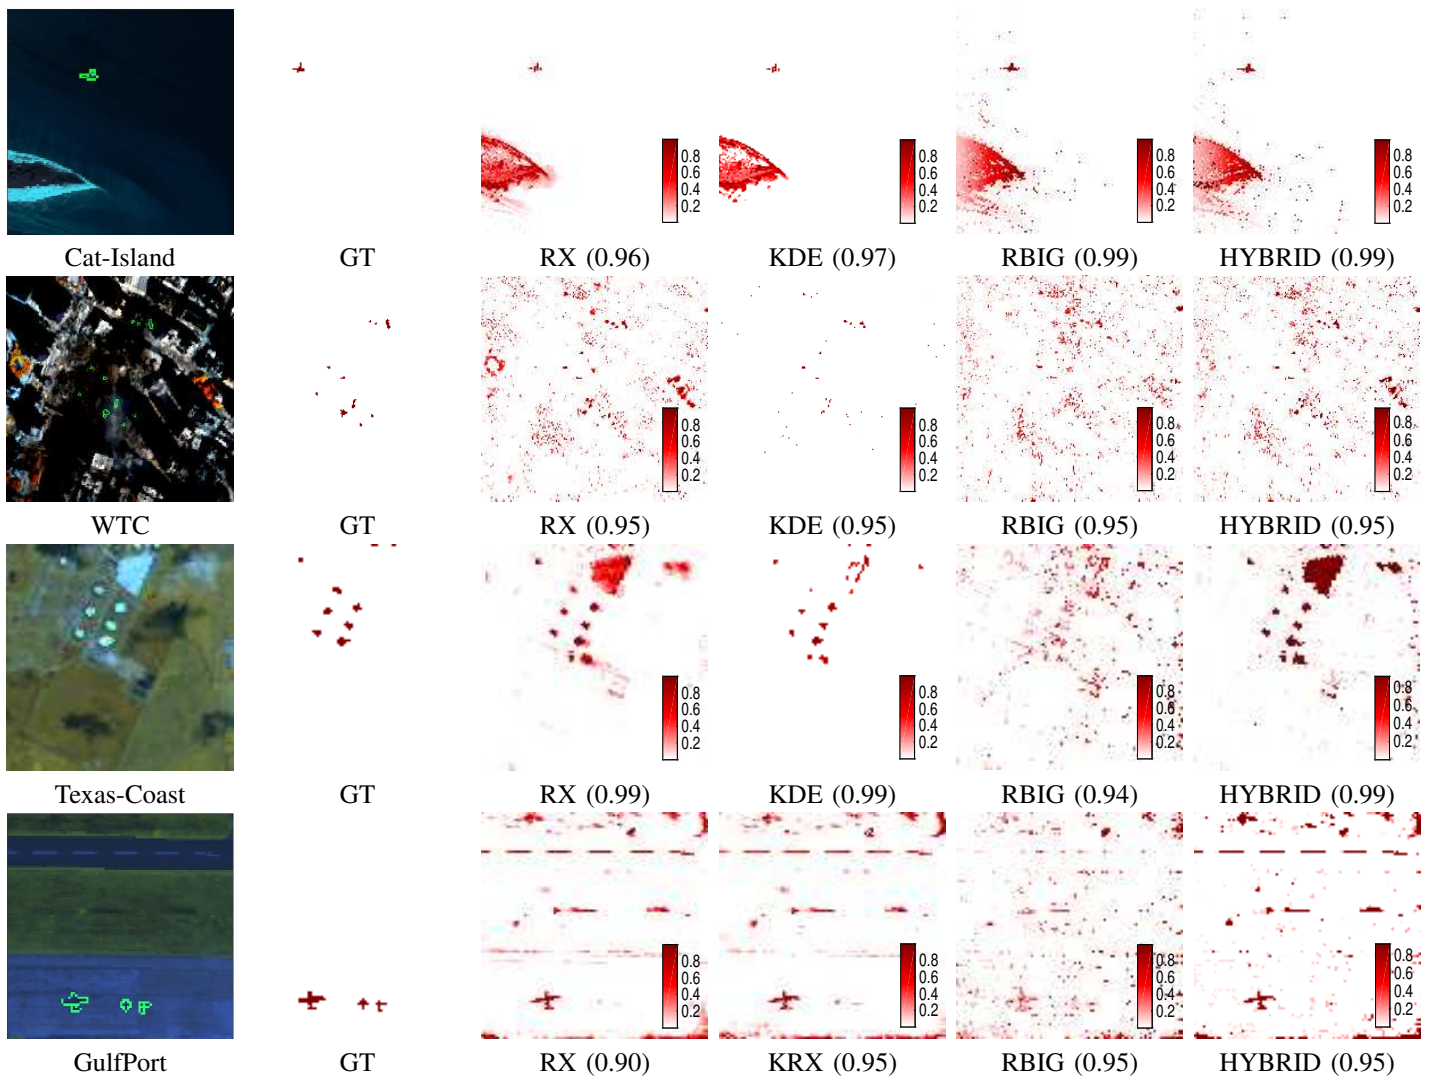 0.8 0.8 0.8 0.8
0.6 0.6 0.6 0.6
0.4 0.4 0.4 0.4
0.2 0.2 0.2 0.2
Cat-Island GT RX (0.96) KDE (0.97) RBIG (0.99) HYBRID (0.99)
0.8 0.8 0.8 0.8
0.6 0.6 0.6 0.6
0.4 0.4 0.4 0.4
0.2 0.2 0.2 0.2
WTC GT RX (0.95) KDE (0.95) RBIG (0.95) HYBRID (0.95)
0.8 0.8 0.8 0.8
0.6 0.6 0.6 0.6
0.4 0.4 0.4 0.4
0.2 0.2 0.2 0.2
Texas-Coast GT RX (0.99) KDE (0.99) RBIG (0.94) HYBRID (0.99)
0.8 0.8 0.8 0.8
0.6 0.6 0.6 0.6
0.4 0.4 0.4 0.4
0.2 0.2 0.2 0.2
GulfPort GT RX (0.90) KRX (0.95) RBIG (0.95) HYBRID (0.95)